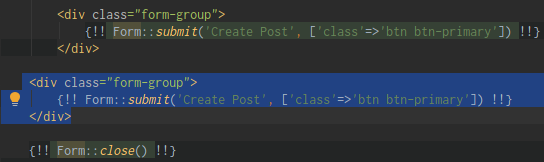 <div class="form-group">
{!! Form::submit('Create Post', ['class'=>'btn btn-primary']) !!}
</div>
<div class="form-group">
{!! Form::submit('Create Post', ['class'=>'btn btn-primary']) !!}
</div>
{!! Form::close() !!}